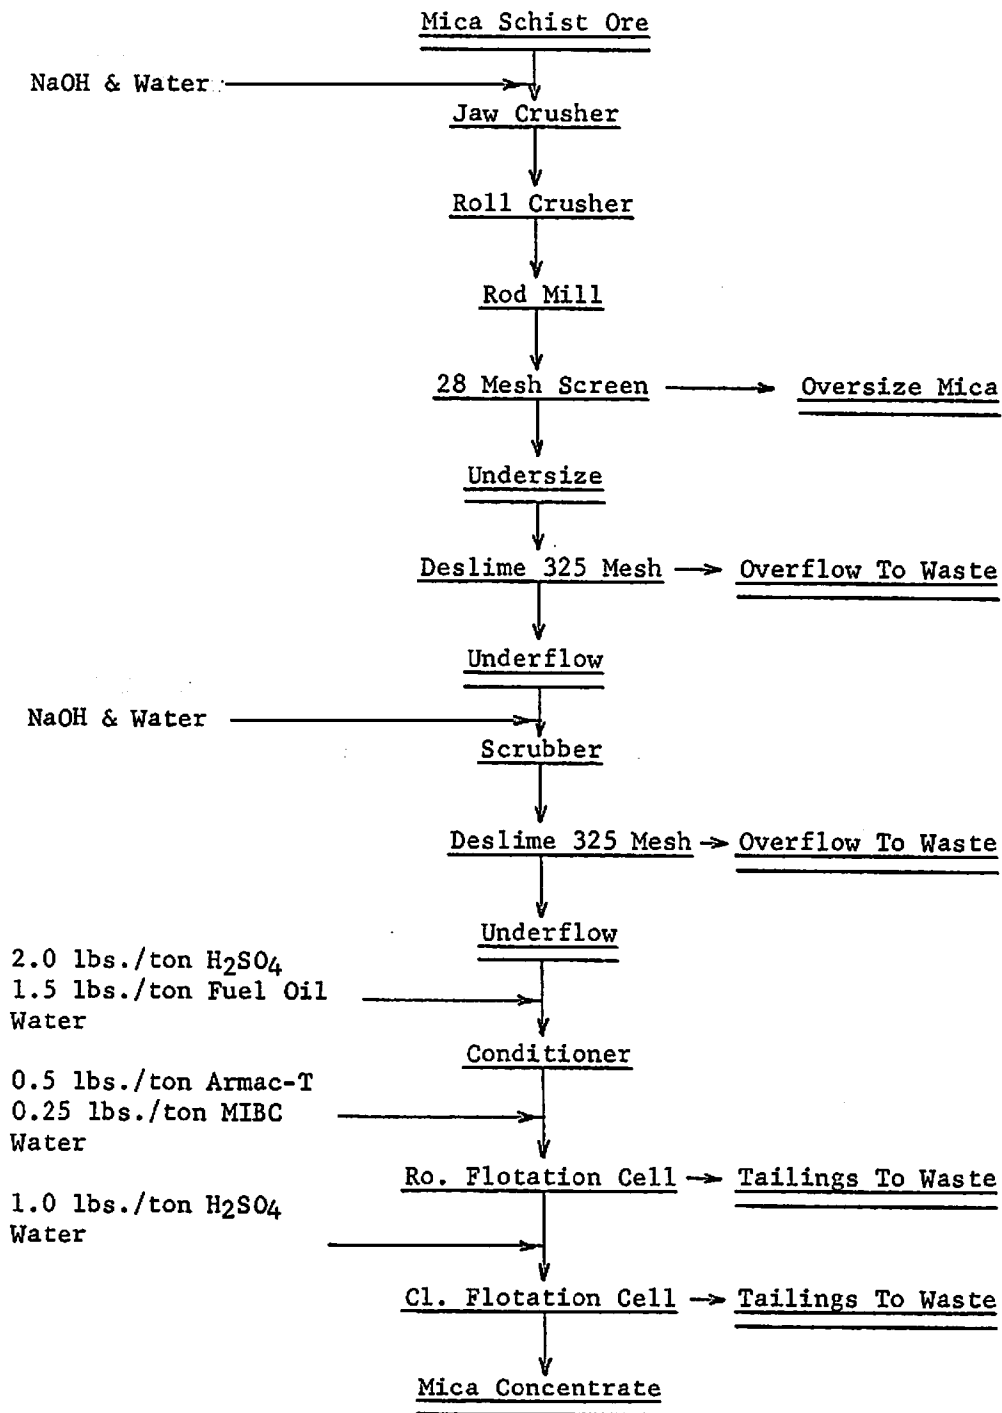 Mica Schist Ore
NaOH & Water
Jaw Crusher
Roll Crusher
Rod Mill
28 Mesh Screen
Oversize Mica
Undersize
Deslime 325 Mesh
Overflow To Waste
Underflow
NaOH & Water
Scrubber
Deslime 325 Mesh
Overflow To Waste
Underflow
2.0 lbs./ton H₂SO₄
1.5 lbs./ton Fuel Oil
Water
Conditioner
0.5 lbs./ton Armac-T
0.25 lbs./ton MIBC
Water
Ro. Flotation Cell
Tailings To Waste
1.0 lbs./ton H₂SO₄
Water
Cl. Flotation Cell
Tailings To Waste
Mica Concentrate